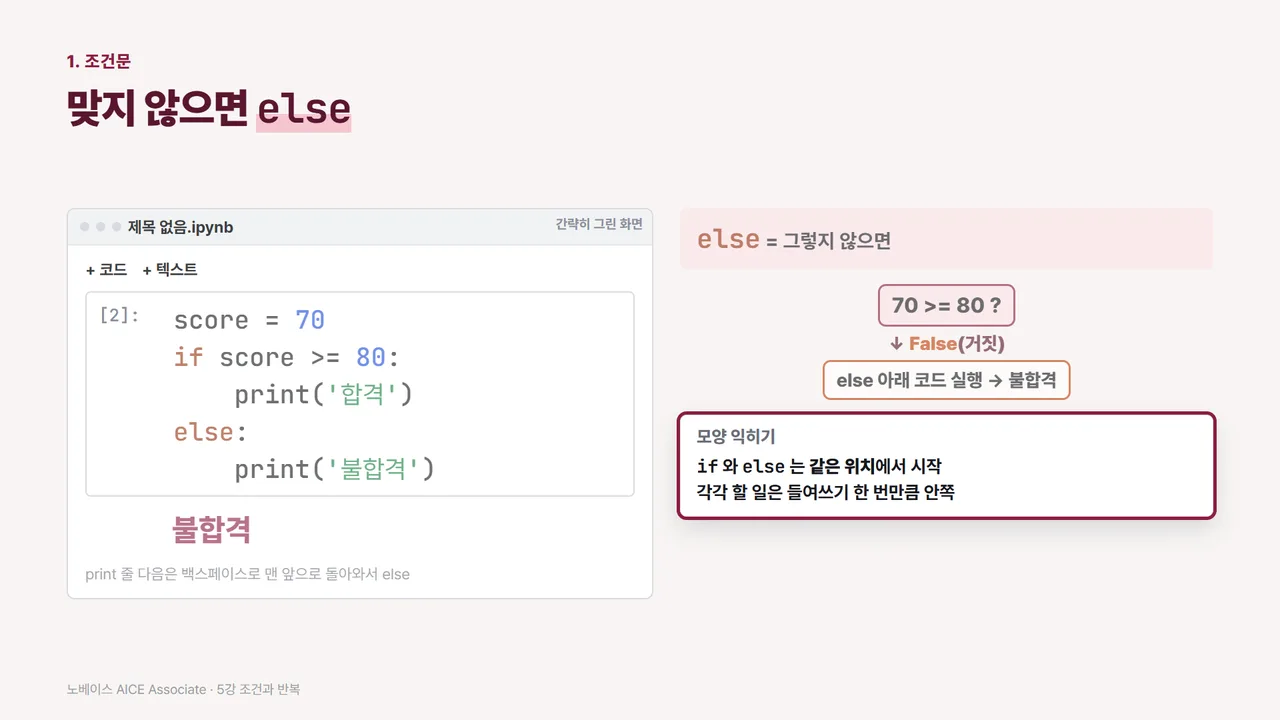 1. 조건문
맞지 않으면 else
제목 없음.ipynb
간략히 그린 화면
+ 코드 + 텍스트
[2]:
score = 70
if score >= 80:
    print('합격')
else:
    print('불합격')
불합격
print 줄 다음은 백스페이스로 맨 앞으로 돌아와서 else
else = 그렇지 않으면
70 >= 80 ?
↓ False(거짓)
else 아래 코드 실행 → 불합격
모양 익히기
if 와 else 는 같은 위치에서 시작
각각 할 일은 들여쓰기 한 번만큼 안쪽
노베이스 AICE Associate · 5강 조건과 반복